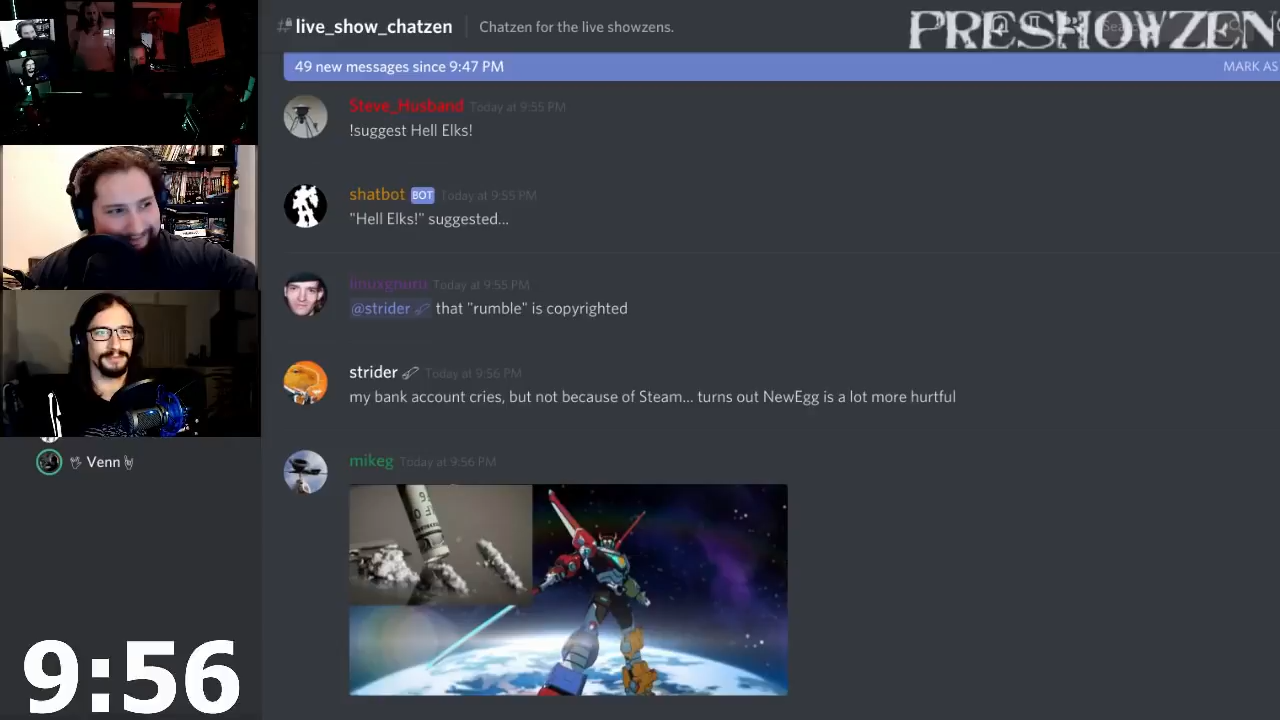 live_show_chatzen
Chatzen for the live showzens.
PRESHOWZEN
49 new messages since 9:47 PM
MARK AS
Steve_Husband Today at 9:55 PM
!suggest Hell Elks!
shatbot BOT Today at 9:55 PM
"Hell Elks!" suggested...
linuxgnuru Today at 9:55 PM
@strider that "rumble" is copyrighted
strider Today at 9:56 PM
my bank account cries, but not because of Steam... turns out NewEgg is a lot more hurtful
Venn
mikeg Today at 9:56 PM
9:56